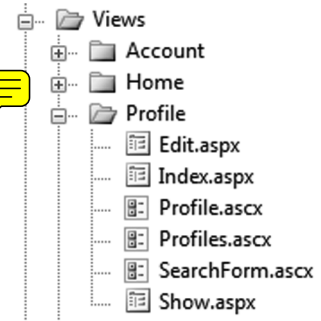 Views
Account
Home
Profile
Edit.aspx
Index.aspx
Profile.ascx
Profiles.ascx
SearchForm.ascx
Show.aspx